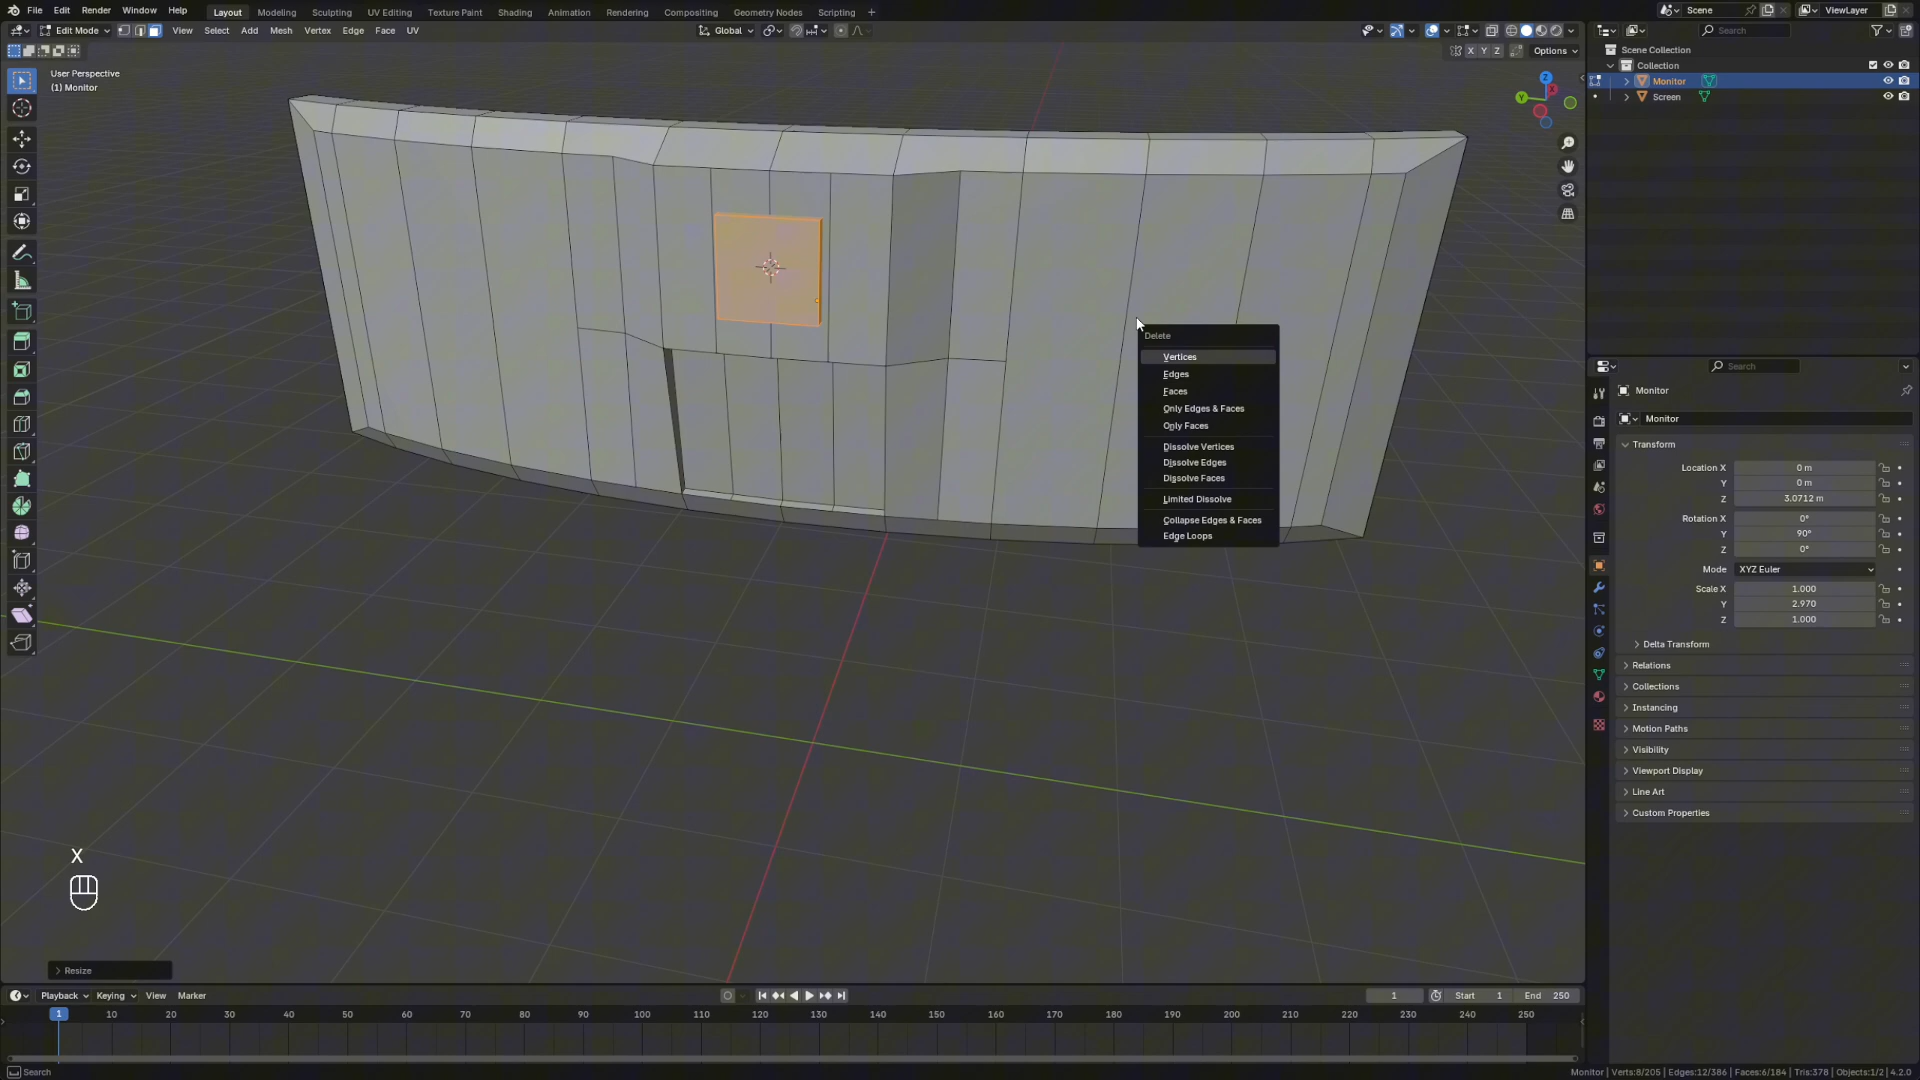 File Edit Render Window Help Layout Modeling Sculpting UV Editing Texture Paint Shading Animation Rendering Compositing Geometry Nodes Scripting + Scene ViewLayer
Edit Mode View Select Add Mesh Vertex Edge Face UV Global Search
X Y Z Options
User Perspective
(1) Monitor
Scene Collection
Collection
Monitor
Screen
Z
Y
X
Delete
Vertices
Edges
Faces
Only Edges & Faces
Only Faces
Dissolve Vertices
Dissolve Edges
Dissolve Faces
Limited Dissolve
Collapse Edges & Faces
Edge Loops
Search
Monitor
Monitor
Transform
Location X 0 m
Y 0 m
Z 3.0712 m
Rotation X 0°
Y 90°
Z 0°
Mode XYZ Euler
Scale X 1.000
Y 2.970
Z 1.000
Delta Transform
Relations
Collections
Instancing
Motion Paths
Visibility
Viewport Display
Line Art
Custom Properties
X
Resize
Playback Keying View Marker 1 Start 1 End 250
1 10 20 30 40 50 60 70 80 90 100 110 120 130 140 150 160 170 180 190 200 210 220 230 240 250
Search Monitor | Verts:8/205 | Edges:12/386 | Faces:6/184 | Tris:378 | Objects:1/2 | 4.2.0